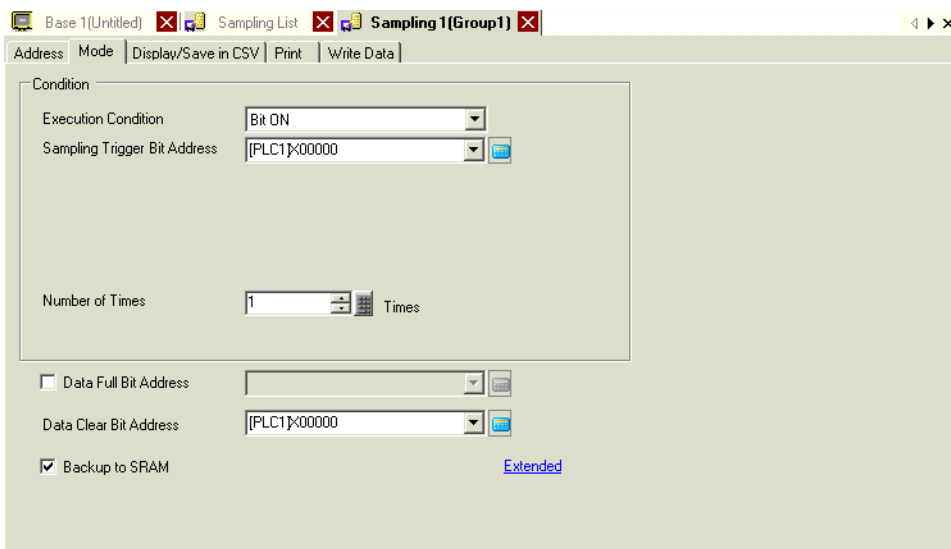 Base 1(Untitled) Sampling List Sampling 1(Group1)
Address Mode Display/Save in CSV Print Write Data
Condition
Execution Condition Bit ON
Sampling Trigger Bit Address [PLC1]X00000
Number of Times 1 Times
Data Full Bit Address
Data Clear Bit Address [PLC1]X00000
Backup to SRAM Extended